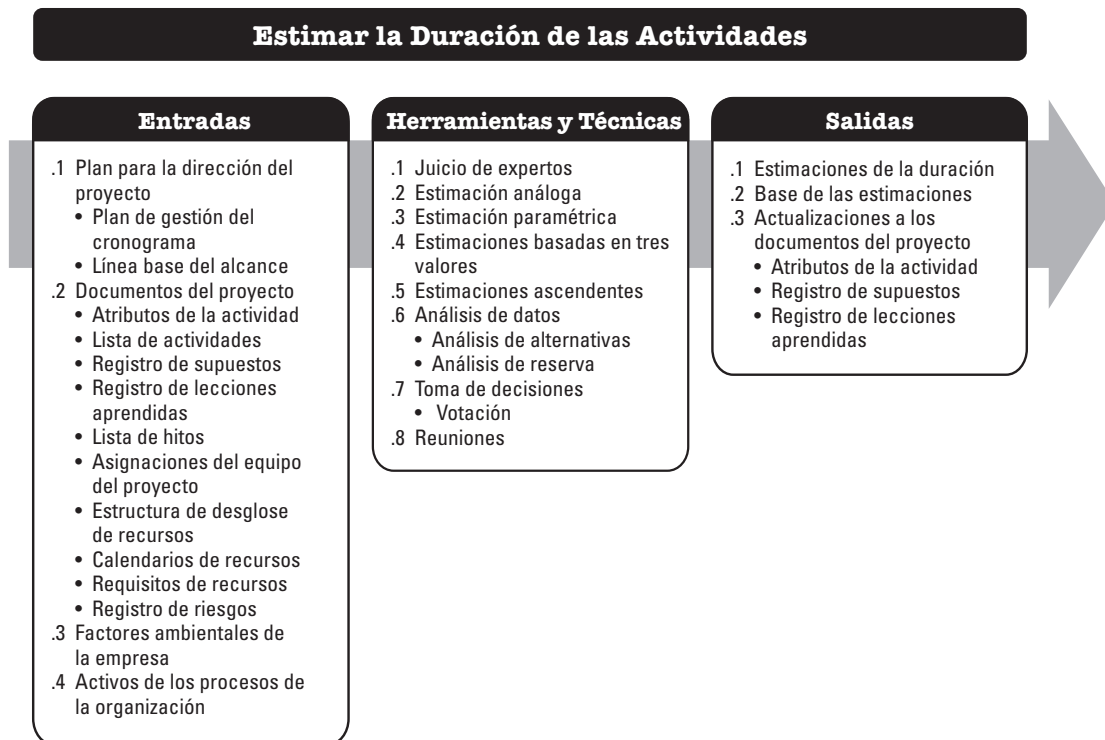 Estimar la Duración de las Actividades
Entradas
.1 Plan para la dirección del
proyecto
• Plan de gestión del
cronograma
• Línea base del alcance
.2 Documentos del proyecto
• Atributos de la actividad
• Lista de actividades
• Registro de supuestos
• Registro de lecciones
aprendidas
• Lista de hitos
• Asignaciones del equipo
del proyecto
• Estructura de desglose
de recursos
• Calendarios de recursos
• Requisitos de recursos
• Registro de riesgos
.3 Factores ambientales de
la empresa
.4 Activos de los procesos de
la organización
Herramientas y Técnicas
.1 Juicio de expertos
.2 Estimación análoga
.3 Estimación paramétrica
.4 Estimaciones basadas en tres
valores
.5 Estimaciones ascendentes
.6 Análisis de datos
• Análisis de alternativas
• Análisis de reserva
.7 Toma de decisiones
• Votación
.8 Reuniones
Salidas
.1 Estimaciones de la duración
.2 Base de las estimaciones
.3 Actualizaciones a los
documentos del proyecto
• Atributos de la actividad
• Registro de supuestos
• Registro de lecciones
aprendidas